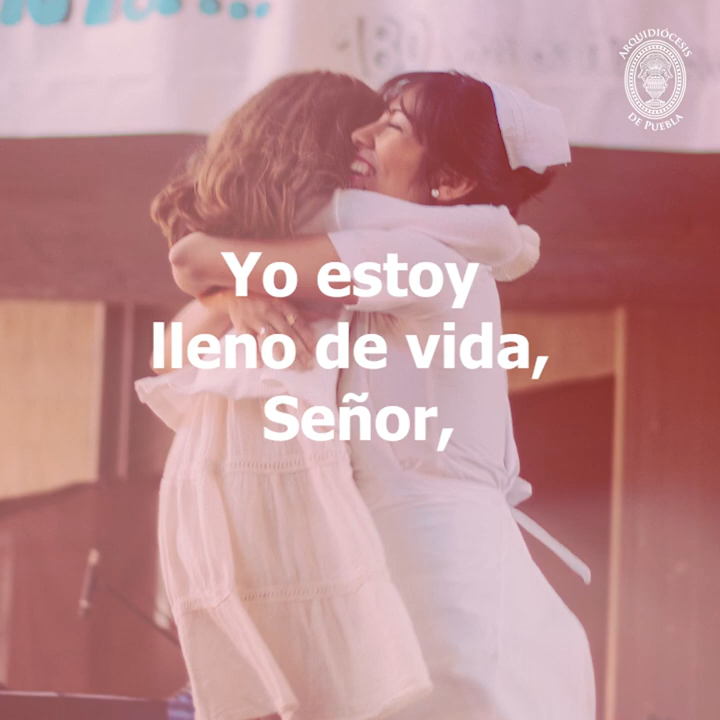 ARQUIDIÓCESIS
DE PUEBLA
Yo estoy
lleno de vida,
Señor,